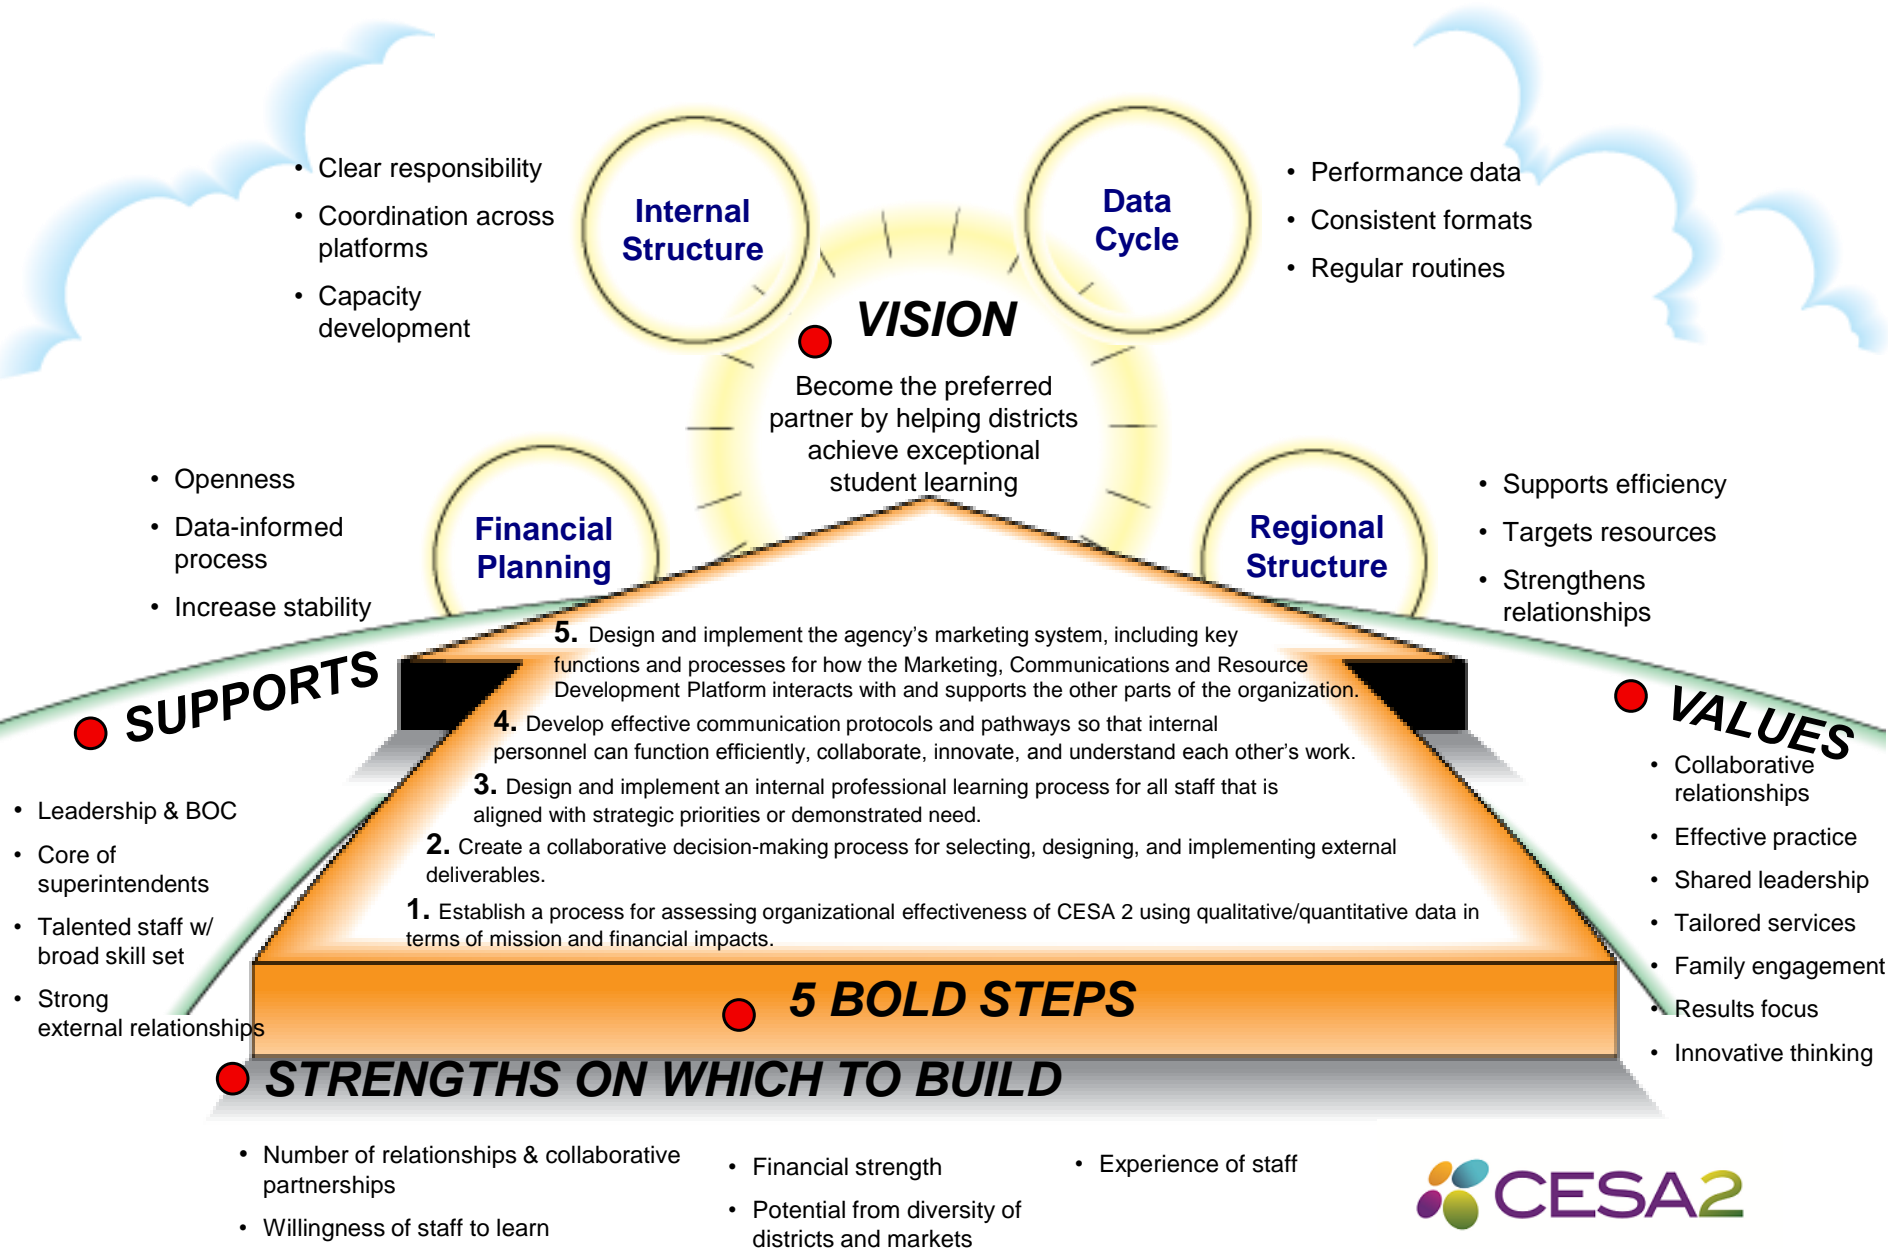 • Clear responsibility
• Coordination across
platforms
• Capacity
development
Internal
Structure
Data
Cycle
• Performance data
• Consistent formats
• Regular routines
VISION
Become the preferred
partner by helping districts
achieve exceptional
student learning
• Openness
• Data-informed
process
• Increase stability
Financial
Planning
Regional
Structure
• Supports efficiency
• Targets resources
• Strengthens
relationships
SUPPORTS
• Leadership & BOC
• Core of
superintendents
• Talented staff w/
broad skill set
• Strong
external relationships
5. Design and implement the agency’s marketing system, including key
functions and processes for how the Marketing, Communications and Resource
Development Platform interacts with and supports the other parts of the organization.
4. Develop effective communication protocols and pathways so that internal
personnel can function efficiently, collaborate, innovate, and understand each other’s work.
3. Design and implement an internal professional learning process for all staff that is
aligned with strategic priorities or demonstrated need.
2. Create a collaborative decision-making process for selecting, designing, and implementing external
deliverables.
1. Establish a process for assessing organizational effectiveness of CESA 2 using qualitative/quantitative data in
terms of mission and financial impacts.
5 BOLD STEPS
VALUES
• Collaborative
relationships
• Effective practice
• Shared leadership
• Tailored services
• Family engagement
• Results focus
• Innovative thinking
STRENGTHS ON WHICH TO BUILD
• Number of relationships & collaborative
partnerships
• Willingness of staff to learn
• Financial strength
• Potential from diversity of
districts and markets
• Experience of staff
CESA2